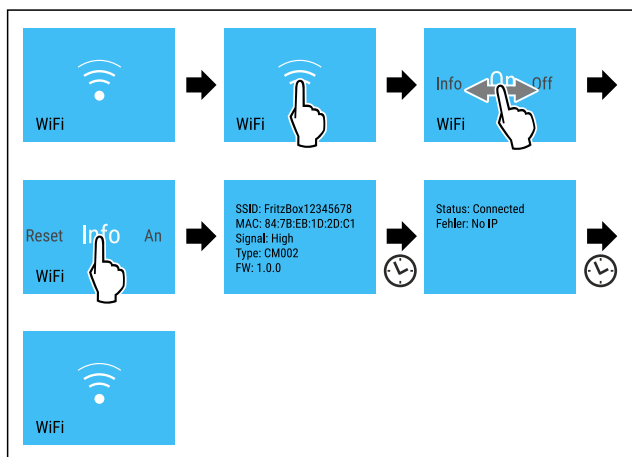 WiFi
WiFi
Info On Off
WiFi
Reset Info An
WiFi
SSID: FritzBox12345678
MAC: 84:7B:EB:1D:2D:C1
Signal: High
Type: CM002
FW: 1.0.0
Status: Connected
Fehler: No IP
WiFi